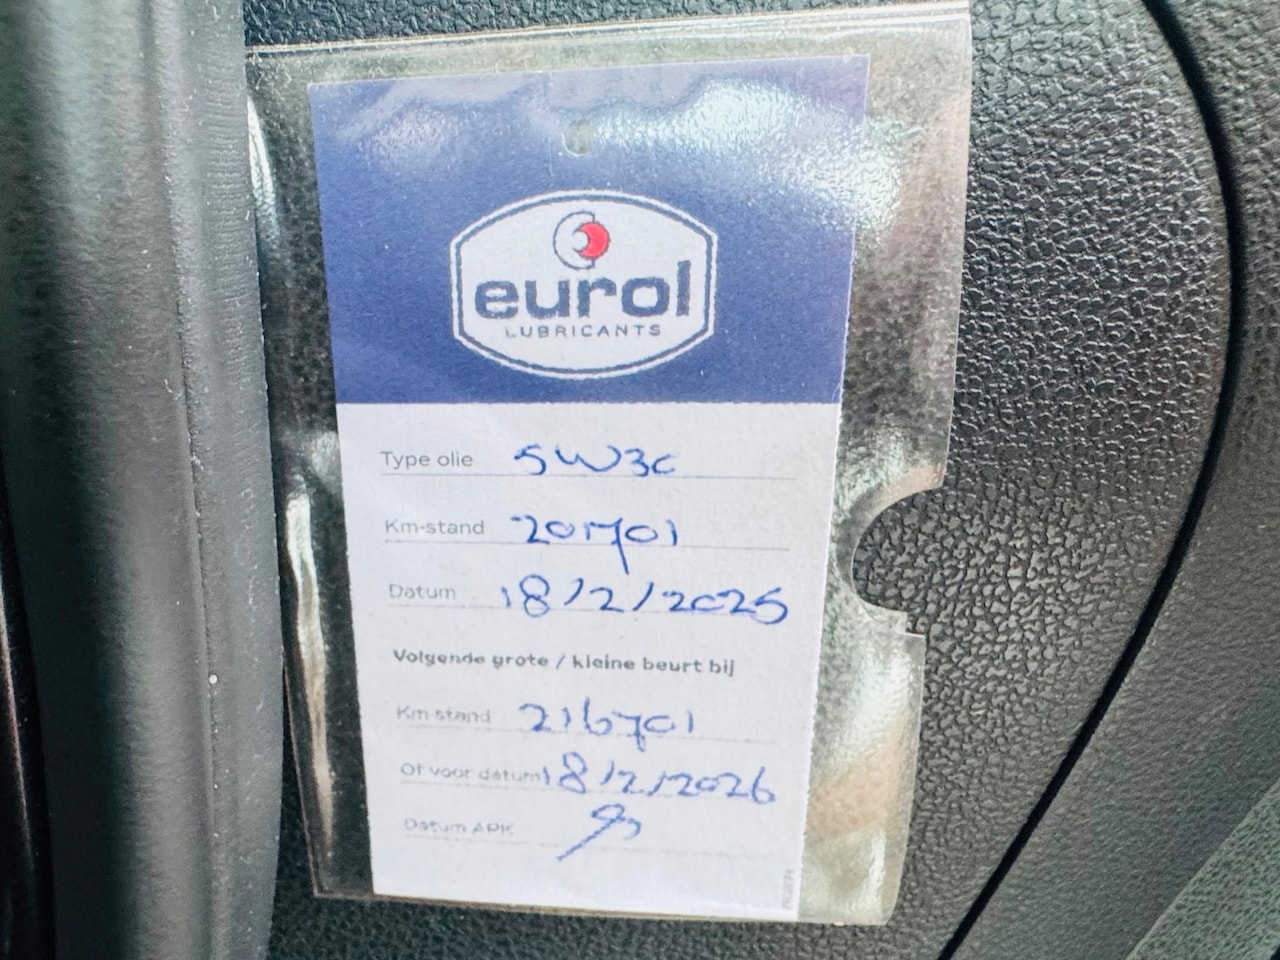 eurol
LUBRICANTS
Type olie 5W30
Km-stand 201701
Datum 18/2/2025
Volgende grote / kleine beurt bij
Km-stand 216701
Of voor datum 18/2/2026
Datum APK